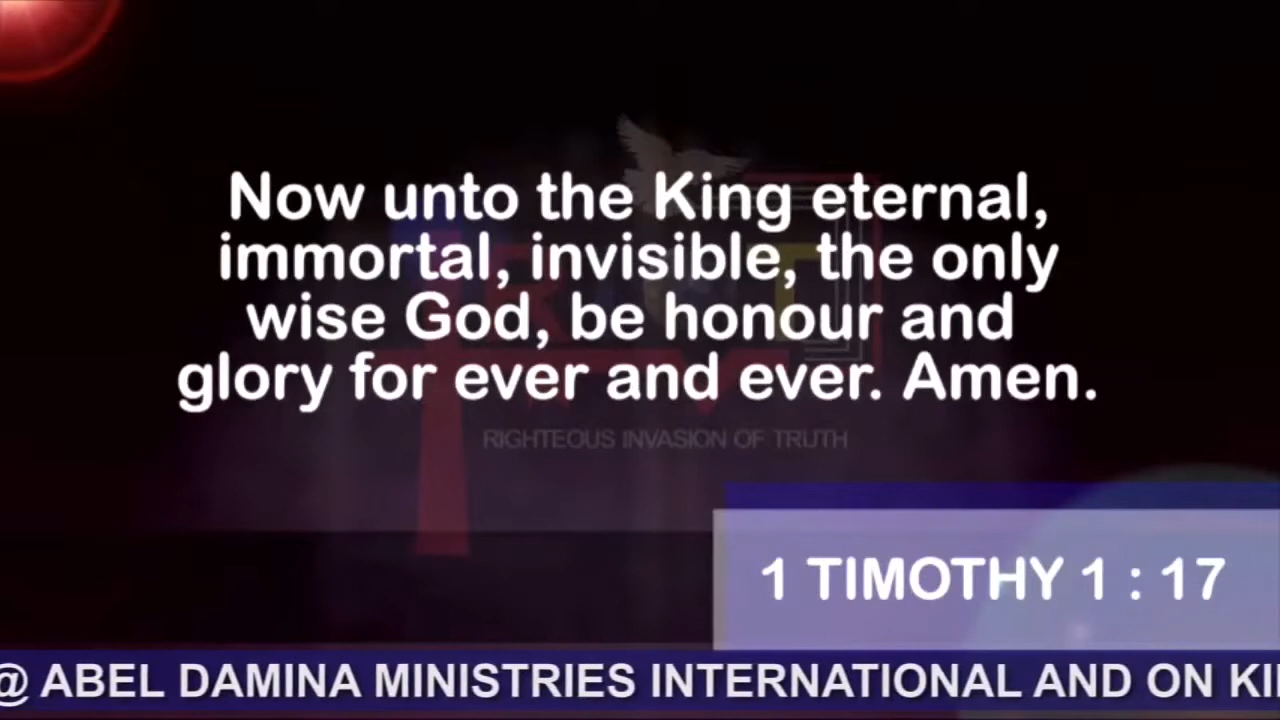 Now unto the King eternal,
immortal, invisible, the only
wise God, be honour and
glory for ever and ever. Amen.
RIGHTEOUS INVASION OF TRUTH
1 TIMOTHY 1 : 17
@ ABEL DAMINA MINISTRIES INTERNATIONAL AND ON